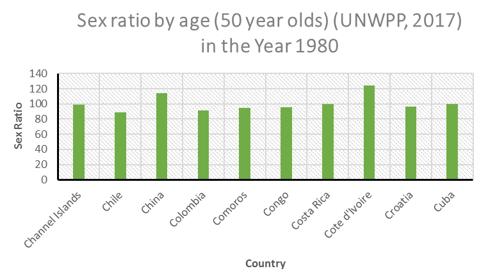 Sex ratio by age (50 year olds) (UNWPP, 2017)
in the Year 1980
140
120
100
80
60
40
20
0
Sex Ratio
Channel Islands
Chile
China
Colombia
Comoros
Congo
Costa Rica
Cote d'Ivoire
Croatia
Cuba
Country